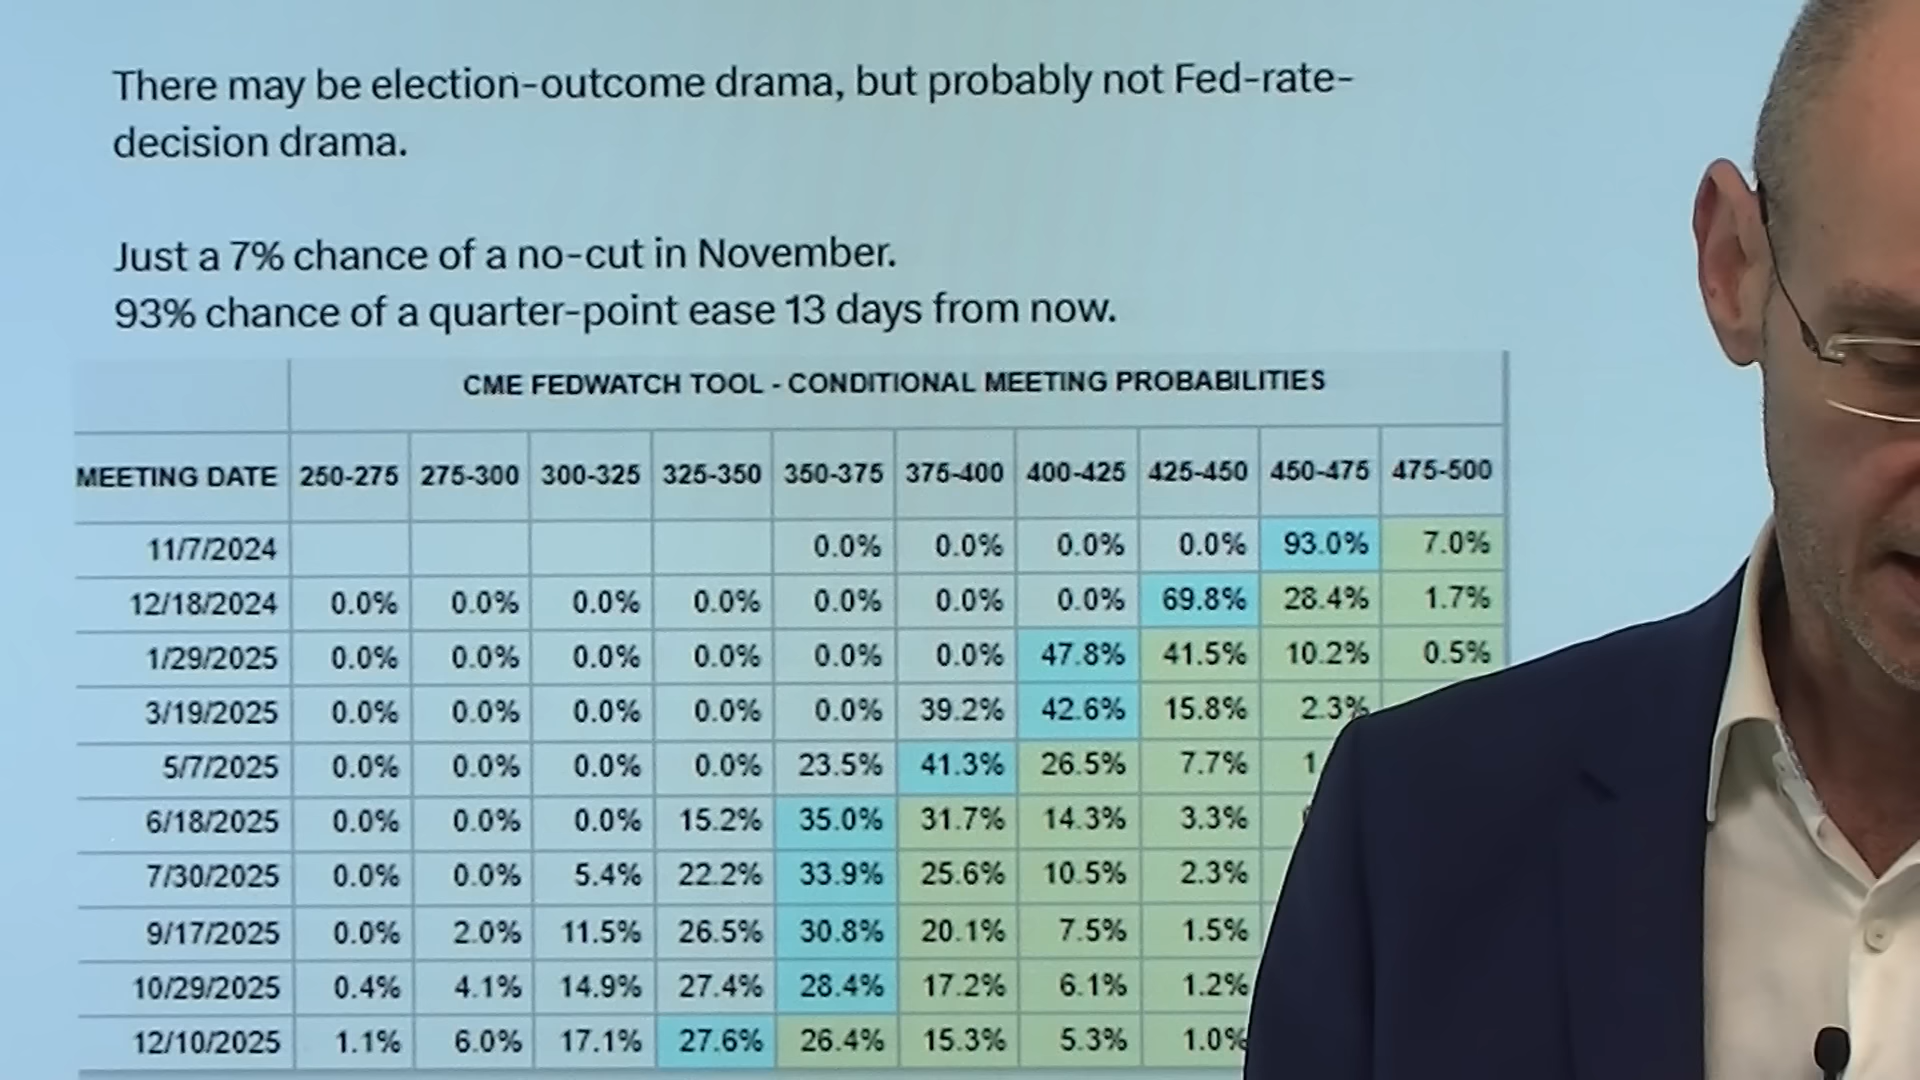 There may be election-outcome drama, but probably not Fed-rate-
decision drama.
Just a 7% chance of a no-cut in November.
93% chance of a quarter-point ease 13 days from now.
CME FEDWATCH TOOL - CONDITIONAL MEETING PROBABILITIES
MEETING DATE 250-275 275-300 300-325 325-350 350-375 375-400 400-425 425-450 450-475 475-500
11/7/2024 0.0% 0.0% 0.0% 0.0% 93.0% 7.0%
12/18/2024 0.0% 0.0% 0.0% 0.0% 0.0% 0.0% 0.0% 69.8% 28.4% 1.7%
1/29/2025 0.0% 0.0% 0.0% 0.0% 0.0% 0.0% 47.8% 41.5% 10.2% 0.5%
3/19/2025 0.0% 0.0% 0.0% 0.0% 0.0% 39.2% 42.6% 15.8% 2.3%
5/7/2025 0.0% 0.0% 0.0% 0.0% 23.5% 41.3% 26.5% 7.7%
6/18/2025 0.0% 0.0% 0.0% 15.2% 35.0% 31.7% 14.3% 3.3%
7/30/2025 0.0% 0.0% 5.4% 22.2% 33.9% 25.6% 10.5% 2.3%
9/17/2025 0.0% 2.0% 11.5% 26.5% 30.8% 20.1% 7.5% 1.5%
10/29/2025 0.4% 4.1% 14.9% 27.4% 28.4% 17.2% 6.1% 1.2%
12/10/2025 1.1% 6.0% 17.1% 27.6% 26.4% 15.3% 5.3% 1.0%